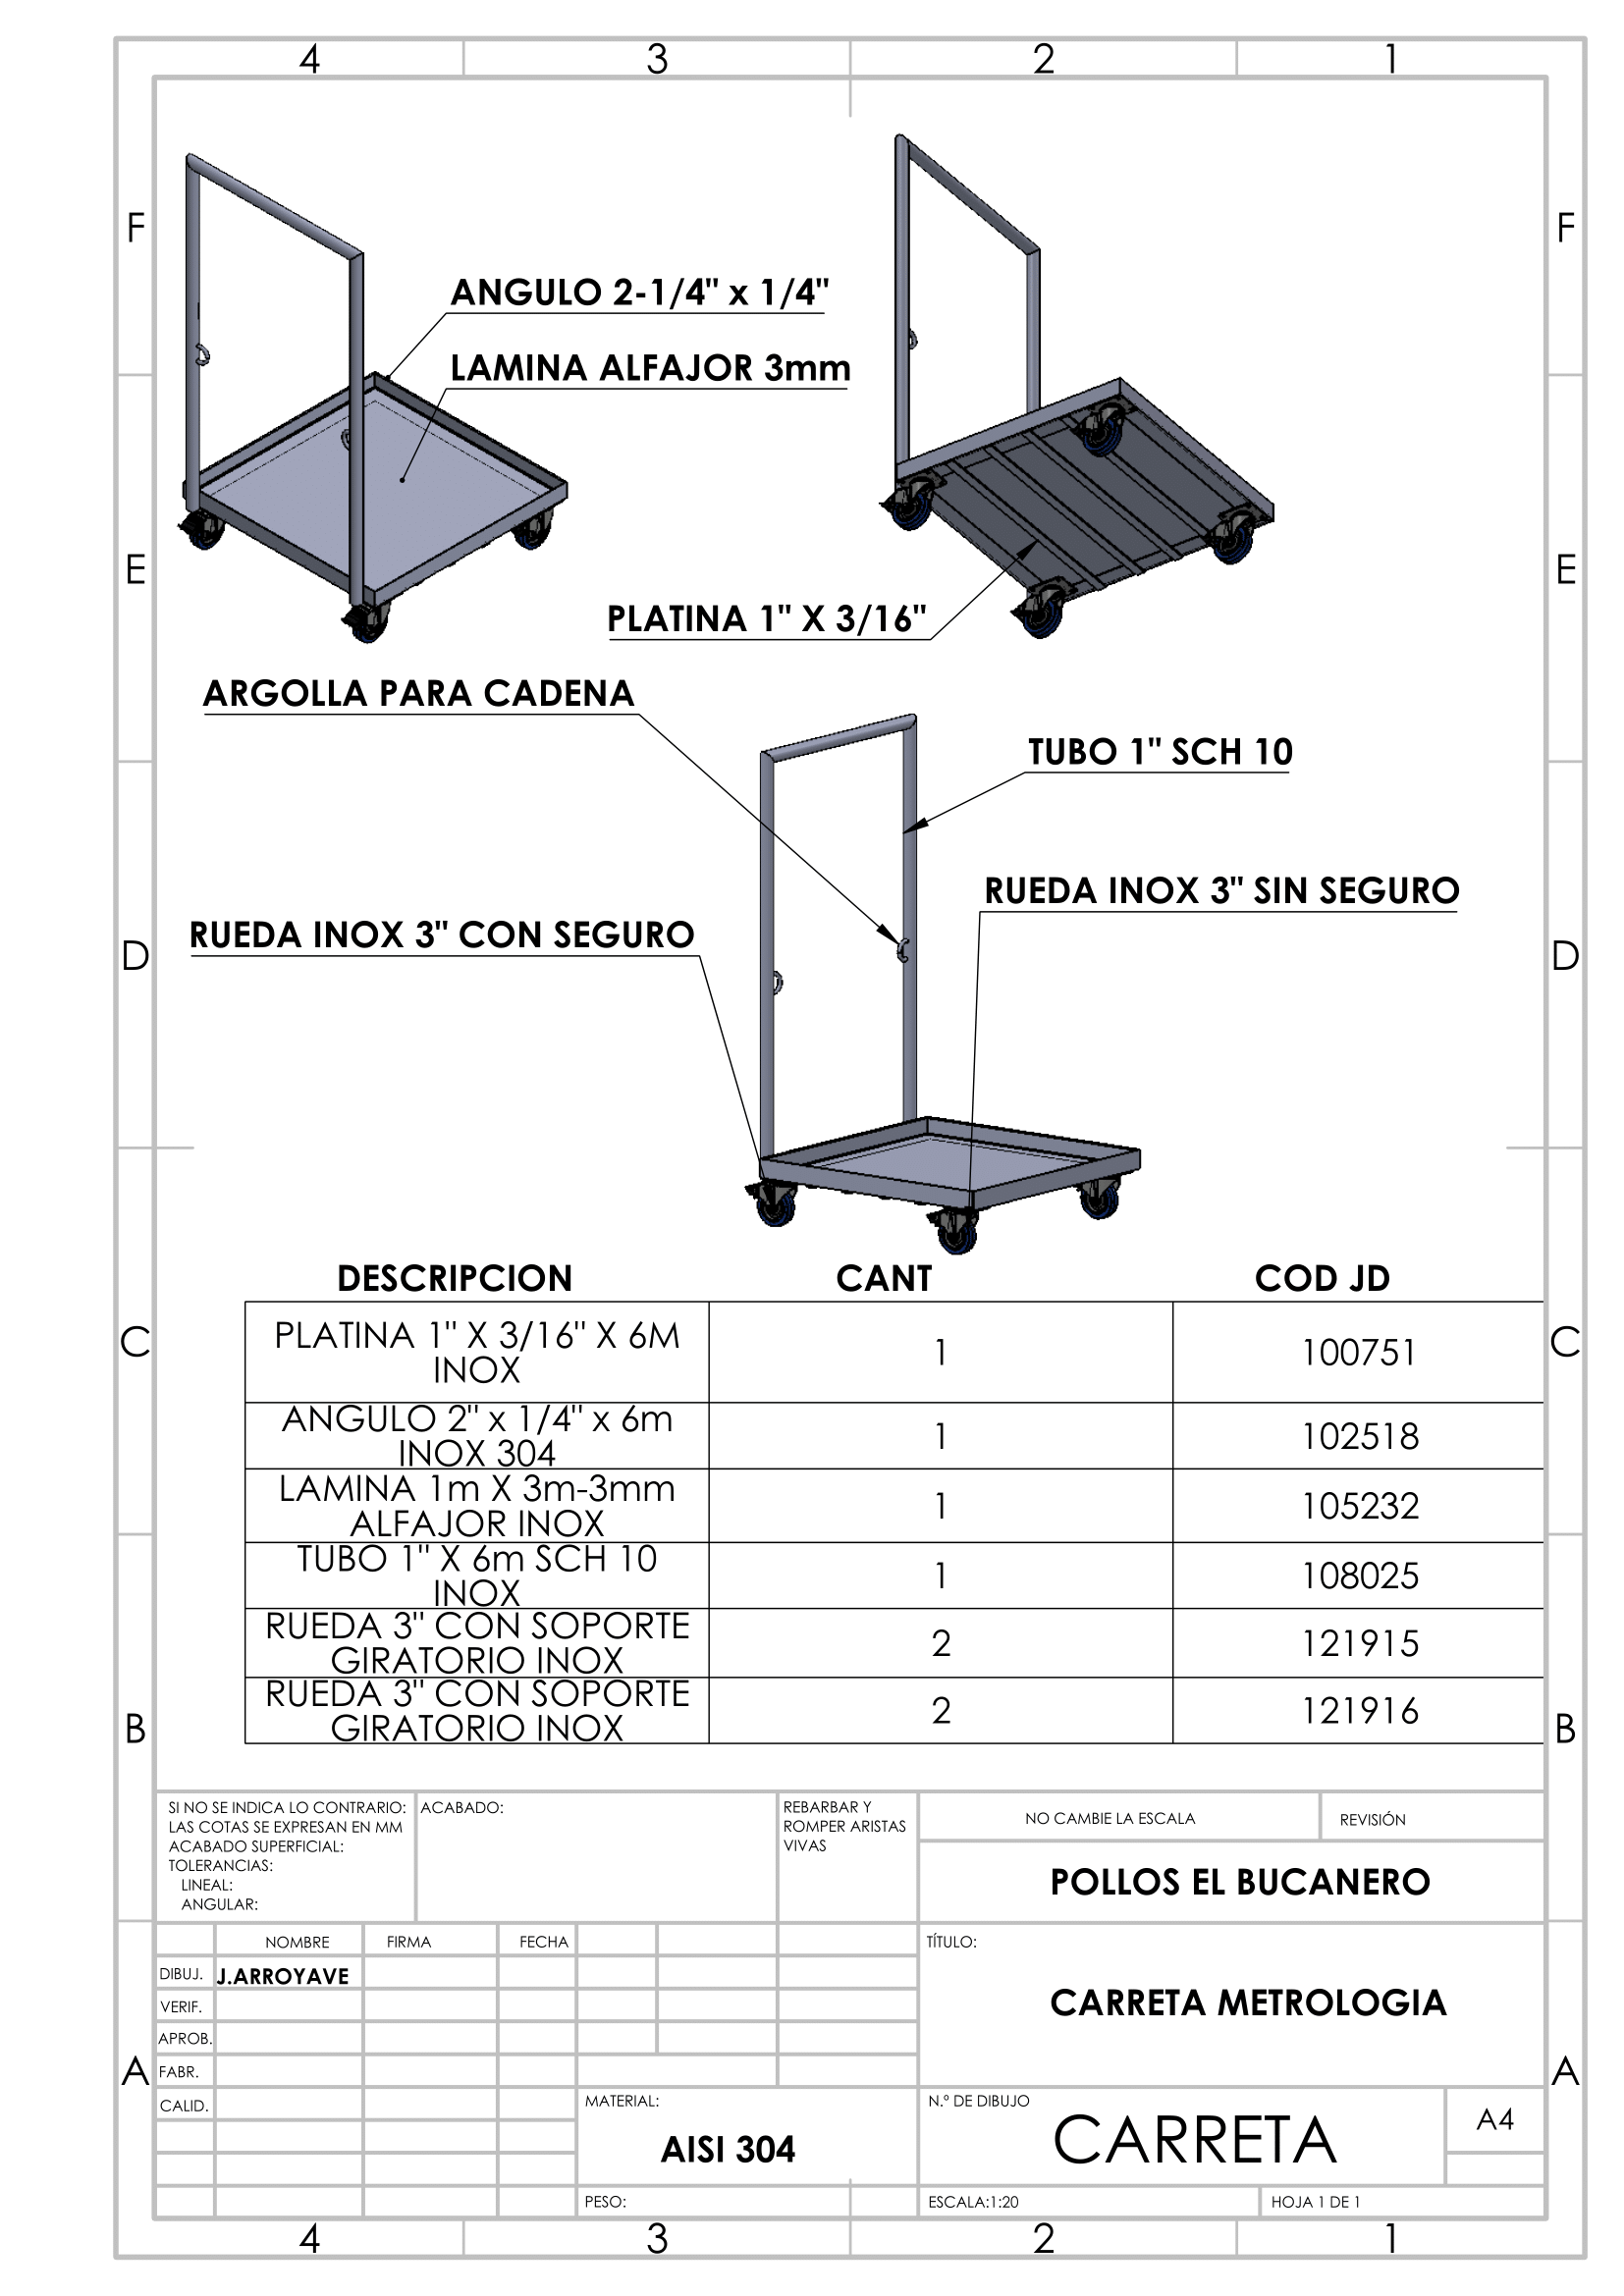 4 3 2 1
F F
ANGULO 2-1/4" x 1/4"
LAMINA ALFAJOR 3mm
E E
PLATINA 1" X 3/16"
ARGOLLA PARA CADENA
TUBO 1" SCH 10
RUEDA INOX 3" SIN SEGURO
RUEDA INOX 3" CON SEGURO
D D
DESCRIPCION CANT COD JD
PLATINA 1" X 3/16" X 6M
INOX
1 100751
C C
ANGULO 2" x 1/4" x 6m
INOX 304
1 102518
LAMINA 1m X 3m-3mm
ALFAJOR INOX
1 105232
TUBO 1" X 6m SCH 10
INOX
1 108025
RUEDA 3" CON SOPORTE
GIRATORIO INOX
2 121915
RUEDA 3" CON SOPORTE
GIRATORIO INOX
2 121916
B B
SI NO SE INDICA LO CONTRARIO:
LAS COTAS SE EXPRESAN EN MM
ACABADO SUPERFICIAL:
TOLERANCIAS:
LINEAL:
ANGULAR:
ACABADO:
REBARBAR Y
ROMPER ARISTAS
VIVAS
NO CAMBIE LA ESCALA
REVISIÓN
POLLOS EL BUCANERO
NOMBRE FIRMA FECHA
DIBUJ. J.ARROYAVE
VERIF.
APROB.
FABR.
CALID.
TÍTULO:
CARRETA METROLOGIA
A A
MATERIAL:
AISI 304
N.º DE DIBUJO
CARRETA
A4
PESO:
ESCALA:1:20
HOJA 1 DE 1
4 3 2 1